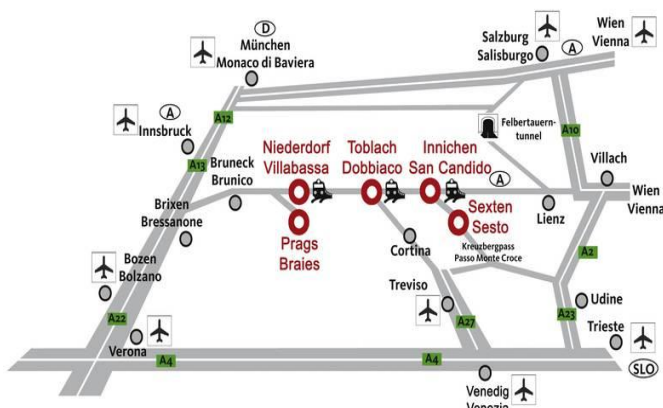 D
München
Monaco di Baviera
Salzburg
Salisburgo
A
Wien
Vienna
A
Innsbruck
A12
A13
Felbertauern-
tunnel
A10
Niederdorf
Villabassa
Toblach
Dobbiaco
Innichen
San Candido
A
Villach
Bruneck
Brunico
Wien
Vienna
Brixen
Bressanone
Prags
Braies
Sexten
Sesto
Lienz
Cortina
Kreuzbergpass
Passo Monte Croce
A2
Bozen
Bolzano
Treviso
Udine
A22
A27
A23
Trieste
Verona
A4
A4
SLO
Venedig
Venezia